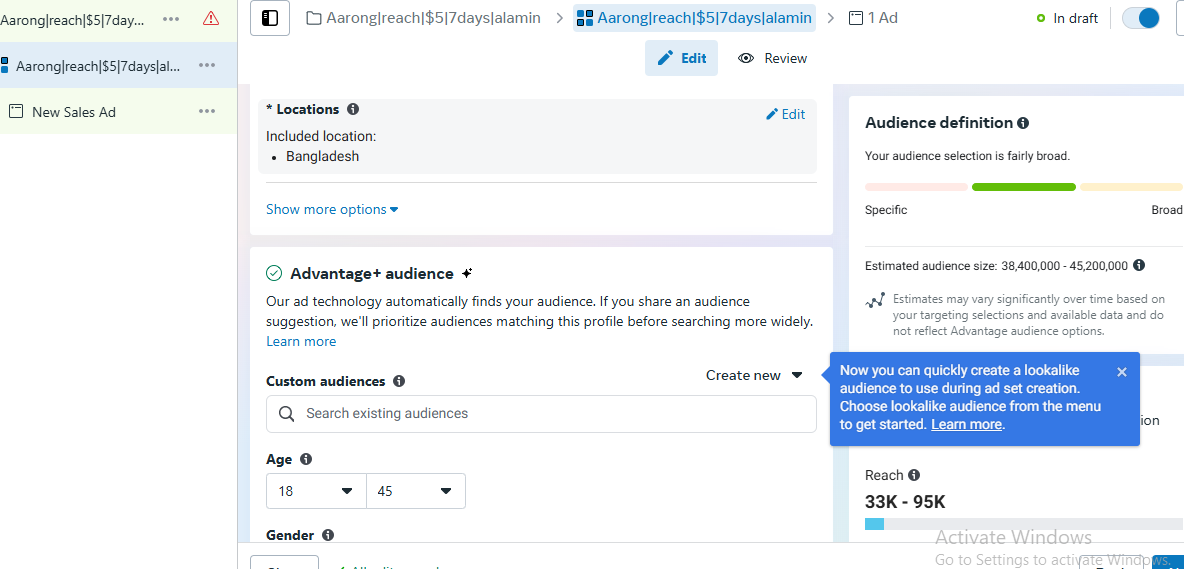 Aarong|reach|$5|7day...
Aarong|reach|$5|7days|alamin
Aarong|reach|$5|7days|alamin
1 Ad
In draft
Aarong|reach|$5|7days|al...
New Sales Ad
Edit
Review
* Locations
Edit
Included location:
Bangladesh
Show more options
Advantage+ audience
Our ad technology automatically finds your audience. If you share an audience
suggestion, we'll prioritize audiences matching this profile before searching more widely.
Learn more
Custom audiences
Create new
Search existing audiences
Age
18
45
Gender
Audience definition
Your audience selection is fairly broad.
Specific
Broad
Estimated audience size: 38,400,000 - 45,200,000
Estimates may vary significantly over time based on
your targeting selections and available data and do
not reflect Advantage audience options.
Now you can quickly create a lookalike
audience to use during ad set creation.
Choose lookalike audience from the menu
to get started. Learn more.
ion
Reach
33K - 95K
Activate Windows
Go to Settings to activate Windows.